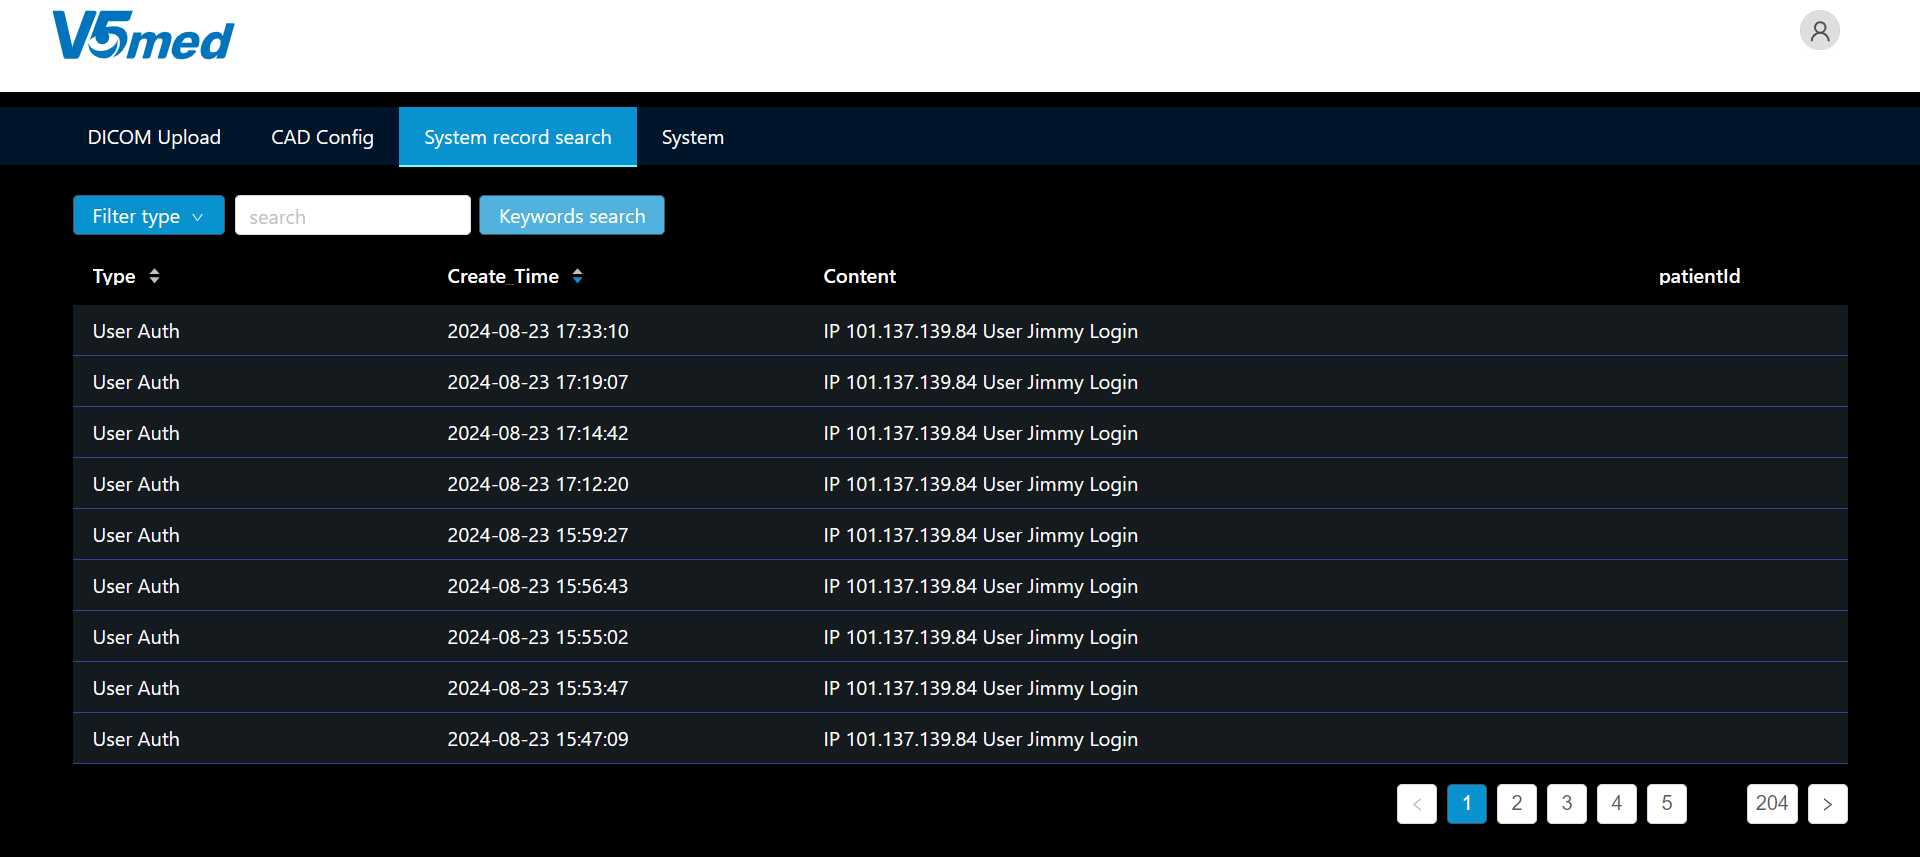 V5med
DICOM Upload CAD Config System record search System
Filter type search Keywords search
Type Create_Time Content patientId
User Auth 2024-08-23 17:33:10 IP 101.137.139.84 User Jimmy Login
User Auth 2024-08-23 17:19:07 IP 101.137.139.84 User Jimmy Login
User Auth 2024-08-23 17:14:42 IP 101.137.139.84 User Jimmy Login
User Auth 2024-08-23 17:12:20 IP 101.137.139.84 User Jimmy Login
User Auth 2024-08-23 15:59:27 IP 101.137.139.84 User Jimmy Login
User Auth 2024-08-23 15:56:43 IP 101.137.139.84 User Jimmy Login
User Auth 2024-08-23 15:55:02 IP 101.137.139.84 User Jimmy Login
User Auth 2024-08-23 15:53:47 IP 101.137.139.84 User Jimmy Login
User Auth 2024-08-23 15:47:09 IP 101.137.139.84 User Jimmy Login
< 1 2 3 4 5 204 >